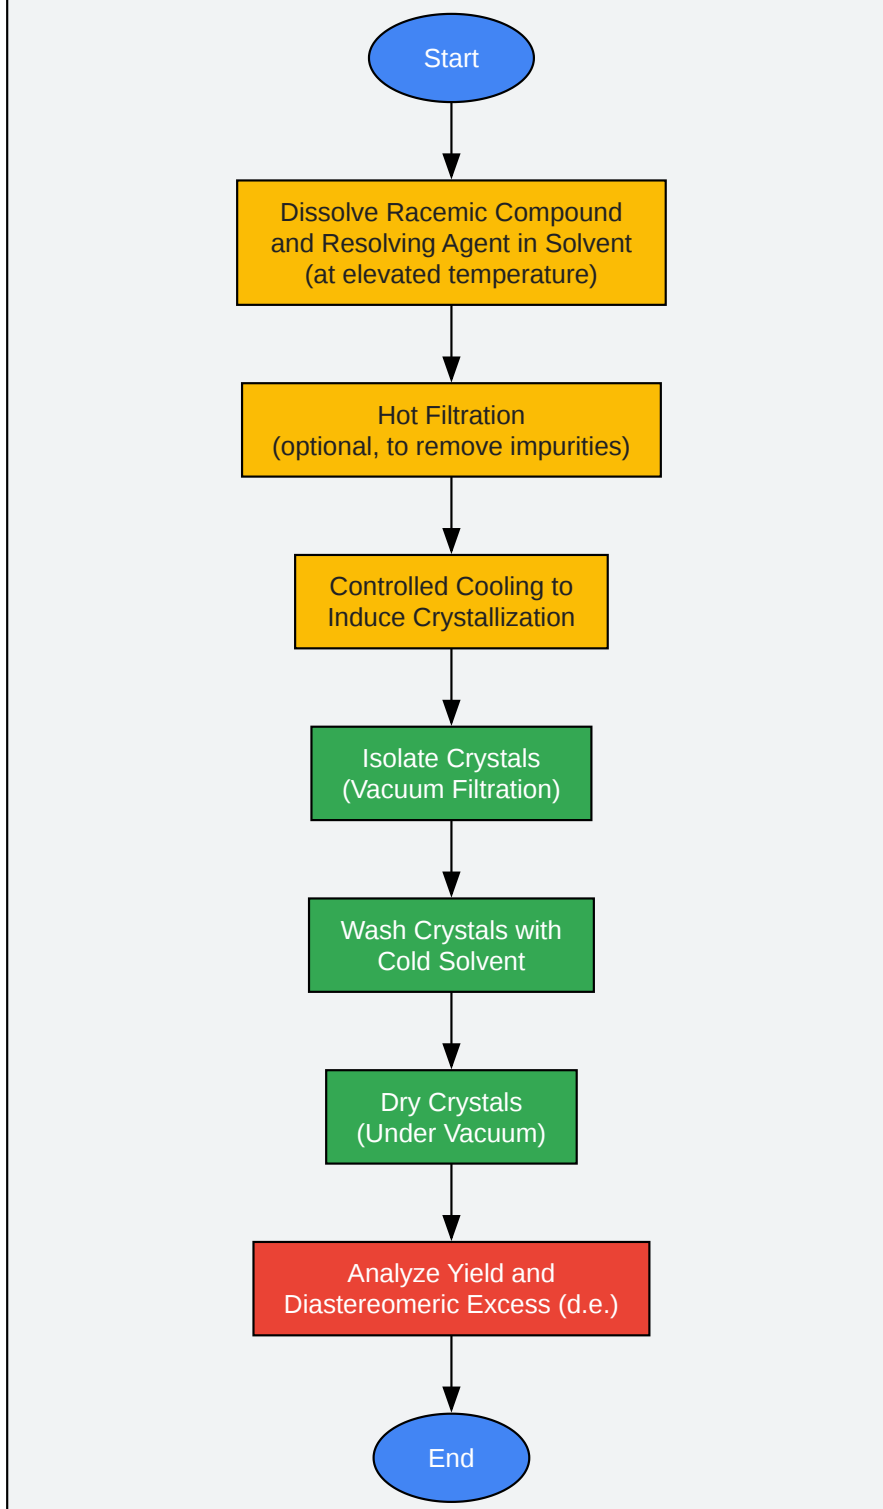 Start
Dissolve Racemic Compound
and Resolving Agent in Solvent
(at elevated temperature)
Hot Filtration
(optional, to remove impurities)
Controlled Cooling to
Induce Crystallization
Isolate Crystals
(Vacuum Filtration)
Wash Crystals with
Cold Solvent
Dry Crystals
(Under Vacuum)
Analyze Yield and
Diastereomeric Excess (d.e.)
End